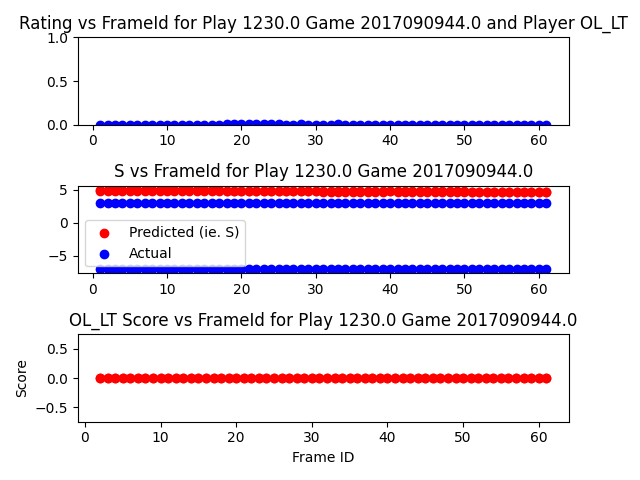 Rating vs FrameId for Play 1230.0 Game 2017090944.0 and Player OL_LT
1.0
0.5
0.0
0 10 20 30 40 50 60
S vs FrameId for Play 1230.0 Game 2017090944.0
5
0
−5
Predicted (ie. S)
Actual
0 10 20 30 40 50 60
OL_LT Score vs FrameId for Play 1230.0 Game 2017090944.0
Score
0.5
0.0
−0.5
0 10 20 30 40 50 60
Frame ID